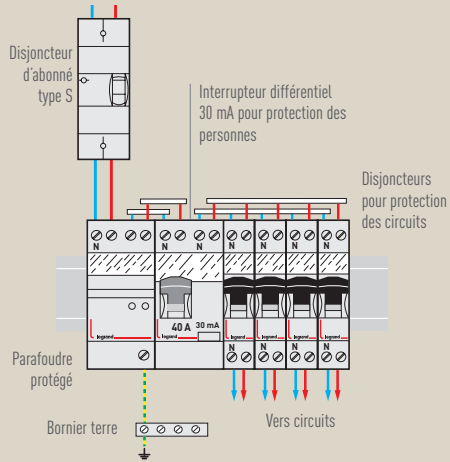 Disjoncteur
d'abonné
type S
Interrupteur différentiel
30 mA pour protection des
personnes
Disjoncteurs
pour protection
des circuits
N
N
N
N
N
N
N
40 A
30 mA
legrand
legrand
legrand
legrand
legrand
legrand
N
N
N
N
Parafoudre
protégé
Bornier terre
Vers circuits